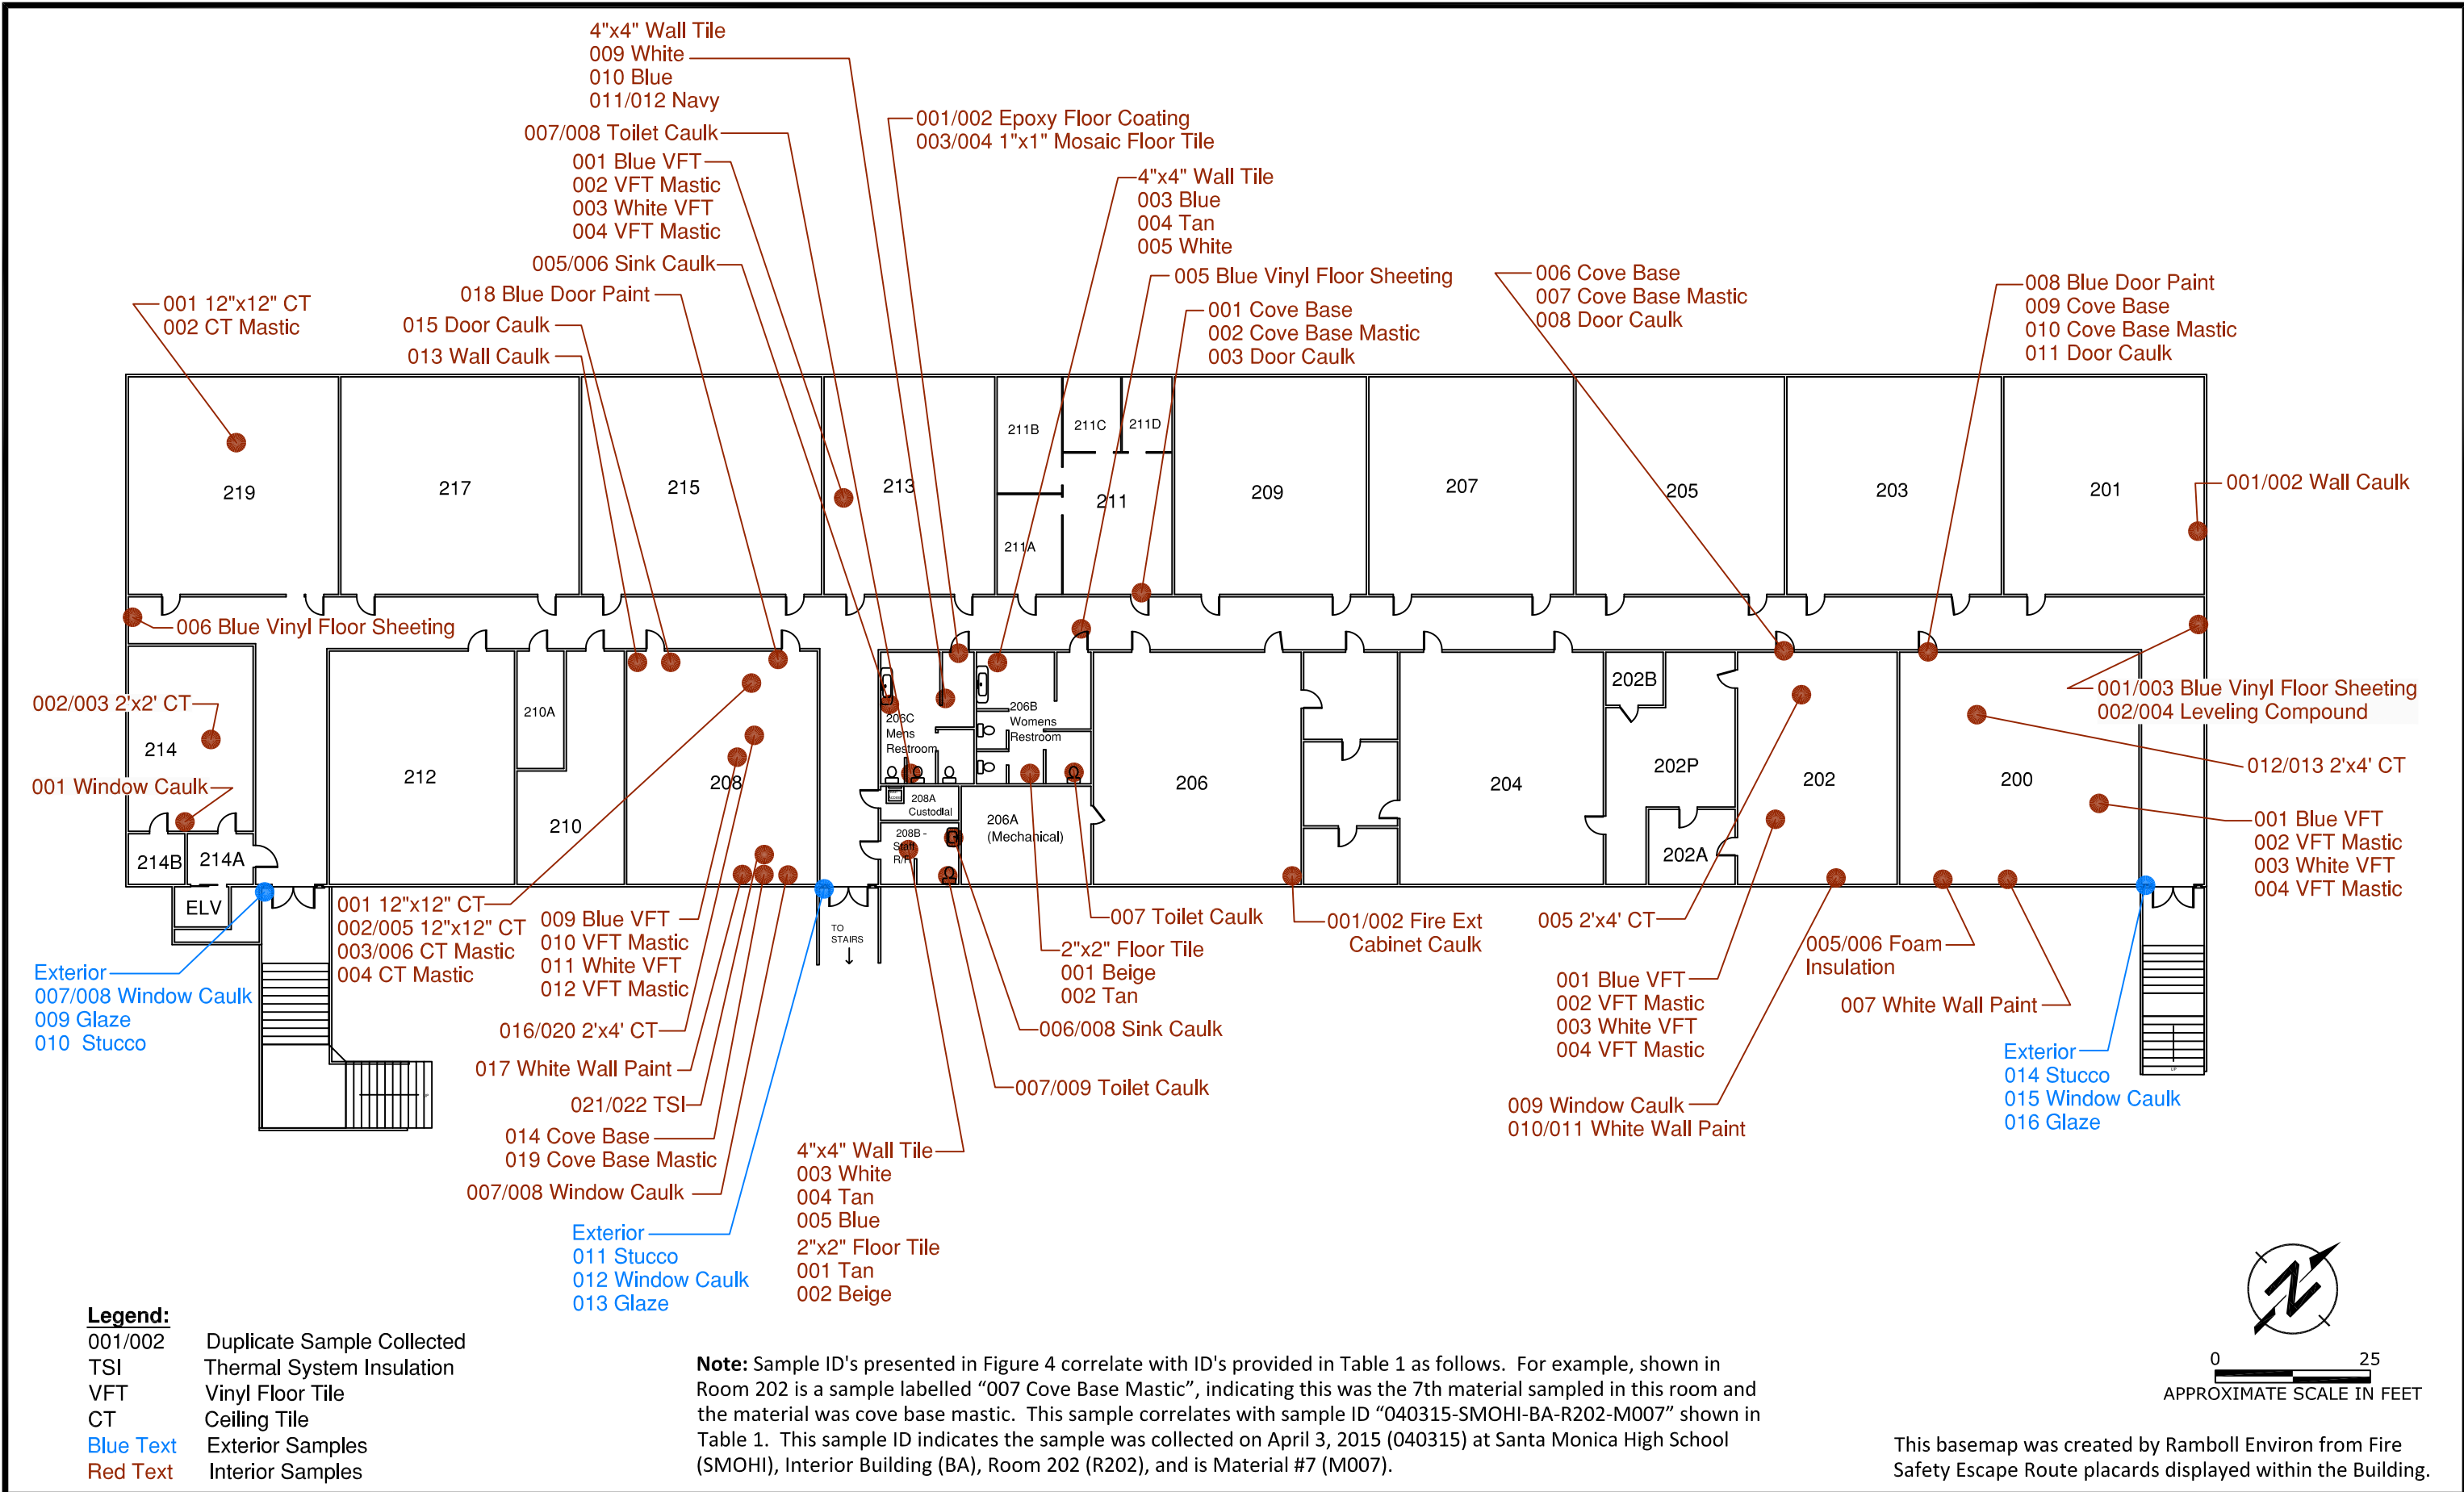 4"x4" Wall Tile
009 White
010 Blue
011/012 Navy
007/008 Toilet Caulk
001 Blue VFT
002 VFT Mastic
003 White VFT
004 VFT Mastic
005/006 Sink Caulk
018 Blue Door Paint
015 Door Caulk
013 Wall Caulk
001 12"x12" CT
002 CT Mastic
001/002 Epoxy Floor Coating
003/004 1"x1" Mosaic Floor Tile
4"x4" Wall Tile
003 Blue
004 Tan
005 White
005 Blue Vinyl Floor Sheeting
001 Cove Base
002 Cove Base Mastic
003 Door Caulk
006 Cove Base
007 Cove Base Mastic
008 Door Caulk
008 Blue Door Paint
009 Cove Base
010 Cove Base Mastic
011 Door Caulk
219
217
215
213
211B
211C
211D
211
211A
209
207
205
203
201
001/002 Wall Caulk
006 Blue Vinyl Floor Sheeting
002/003 2'x2' CT
214
001 Window Caulk
214B
214A
ELV
212
210A
210
208
206C
Mens
Restroom
206B
Womens
Restroom
208A
Custodial
208B -
Staff
R/R
206A
(Mechanical)
206
204
202B
202P
202A
202
200
001/003 Blue Vinyl Floor Sheeting
002/004 Leveling Compound
012/013 2'x4' CT
001 Blue VFT
002 VFT Mastic
003 White VFT
004 VFT Mastic
Exterior
007/008 Window Caulk
009 Glaze
010 Stucco
001 12"x12" CT
002/005 12"x12" CT
003/006 CT Mastic
004 CT Mastic
009 Blue VFT
010 VFT Mastic
011 White VFT
012 VFT Mastic
016/020 2'x4' CT
017 White Wall Paint
021/022 TSI
014 Cove Base
019 Cove Base Mastic
007/008 Window Caulk
TO
STAIRS
Exterior
011 Stucco
012 Window Caulk
013 Glaze
4"x4" Wall Tile
003 White
004 Tan
005 Blue
2"x2" Floor Tile
001 Tan
002 Beige
007 Toilet Caulk
2"x2" Floor Tile
001 Beige
002 Tan
006/008 Sink Caulk
007/009 Toilet Caulk
001/002 Fire Ext
Cabinet Caulk
005 2'x4' CT
001 Blue VFT
002 VFT Mastic
003 White VFT
004 VFT Mastic
009 Window Caulk
010/011 White Wall Paint
005/006 Foam
Insulation
007 White Wall Paint
Exterior
014 Stucco
015 Window Caulk
016 Glaze
Legend:
001/002 Duplicate Sample Collected
TSI Thermal System Insulation
VFT Vinyl Floor Tile
CT Ceiling Tile
Blue Text Exterior Samples
Red Text Interior Samples
Note: Sample ID's presented in Figure 4 correlate with ID's provided in Table 1 as follows. For example, shown in
Room 202 is a sample labelled “007 Cove Base Mastic”, indicating this was the 7th material sampled in this room and
the material was cove base mastic. This sample correlates with sample ID “040315-SMOHI-BA-R202-M007” shown in
Table 1. This sample ID indicates the sample was collected on April 3, 2015 (040315) at Santa Monica High School
(SMOHI), Interior Building (BA), Room 202 (R202), and is Material #7 (M007).
N
0 25
APPROXIMATE SCALE IN FEET
This basemap was created by Ramboll Environ from Fire
Safety Escape Route placards displayed within the Building.